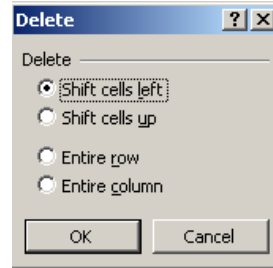 Delete
Delete
Shift cells left
Shift cells up
Entire row
Entire column
OK Cancel